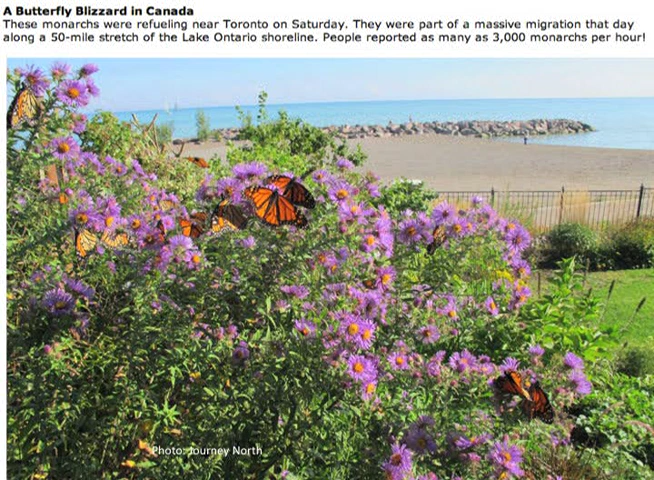 A Butterfly Blizzard in Canada
These monarchs were refueling near Toronto on Saturday. They were part of a massive migration that day
along a 50-mile stretch of the Lake Ontario shoreline. People reported as many as 3,000 monarchs per hour!
Photo: Journey North